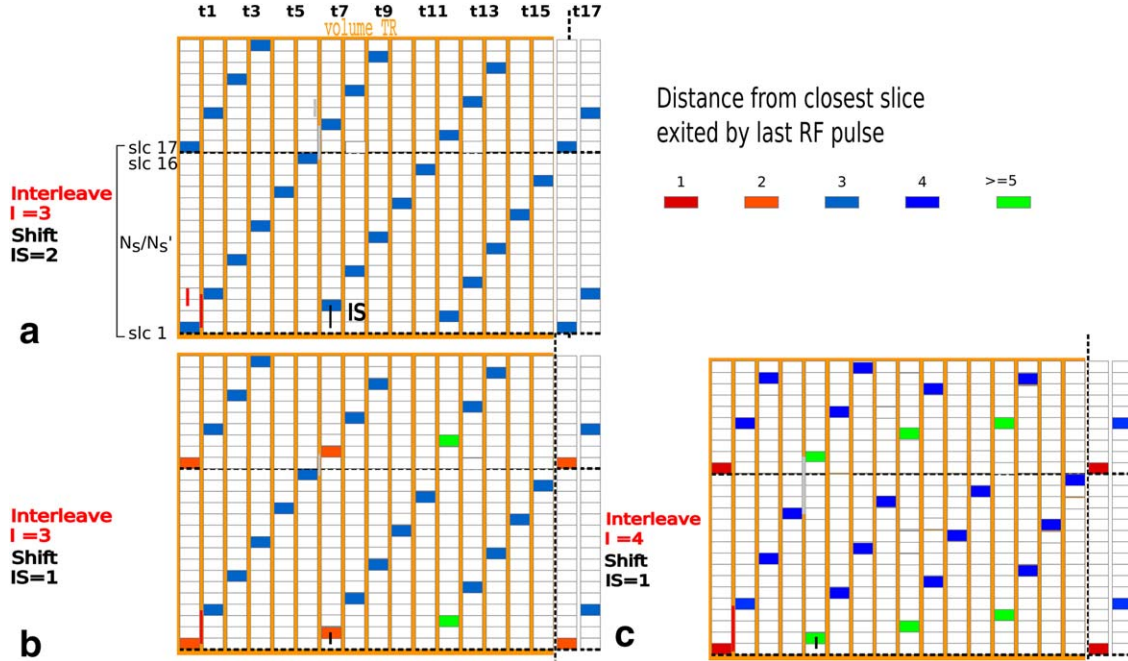 t1 t3 t5 t7 t9 t11 t13 t15 t17
volume TR
Distance from closest slice
exited by last RF pulse
1 2 3 4 >=5
slc 17
slc 16
Interleave
I =3
Shift
IS=2
Ns/Ns'
I
IS
slc 1
a
Interleave
I =3
Shift
IS=1
b
Interleave
I =4
Shift
IS=1
c